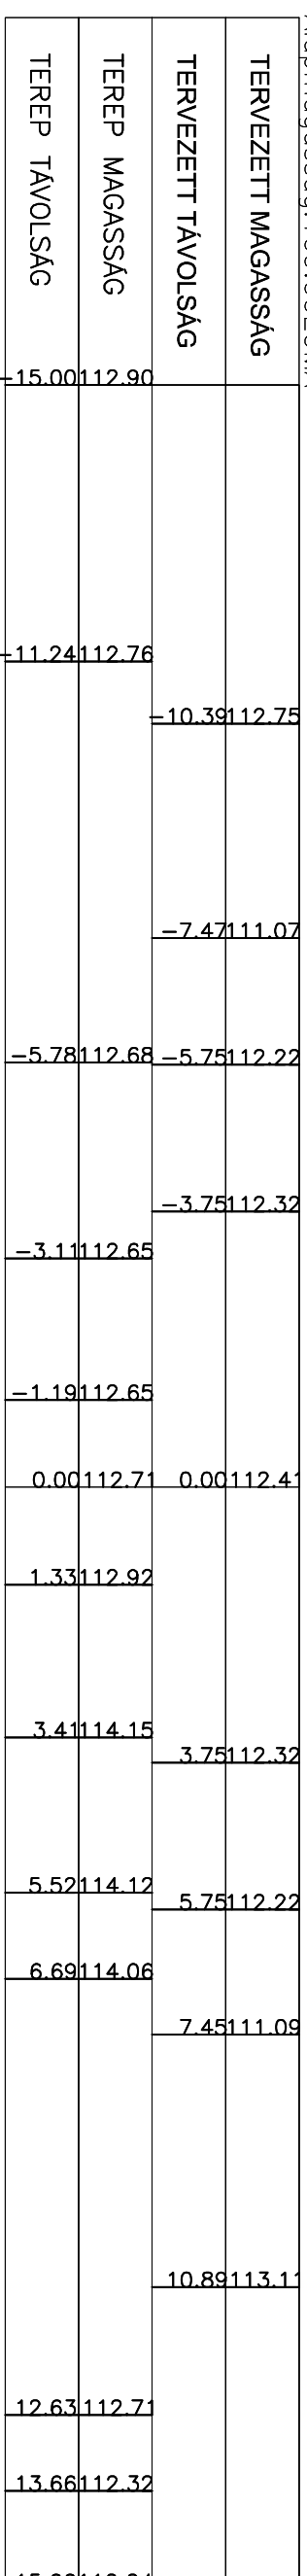 TERVEZETT MAGASSÁG
TERVEZETT TÁVOLSÁG
TEREP MAGASSÁG
TEREP TÁVOLSÁG
-15.00 112.90
-11.24 112.76
-10.39 112.75
-7.47 111.07
-5.78 112.68 -5.75 112.22
-3.75 112.32
-3.11 112.65
-1.19 112.65
0.00 112.71 0.00 112.41
1.33 112.92
3.41 114.15
3.75 112.32
5.52 114.12
5.75 112.22
6.69 114.06
7.45 111.09
10.89 113.11
12.63 112.71
13.66 112.32